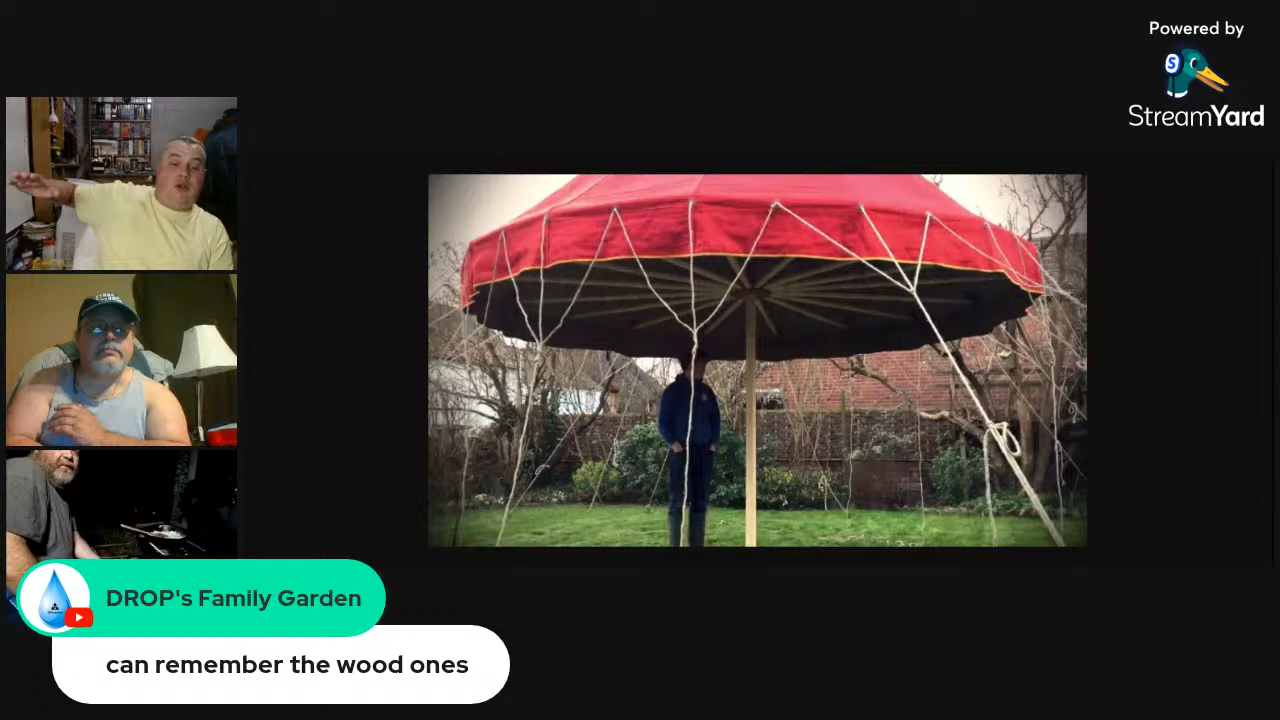 Powered by
StreamYard
DROP's Family Garden
can remember the wood ones